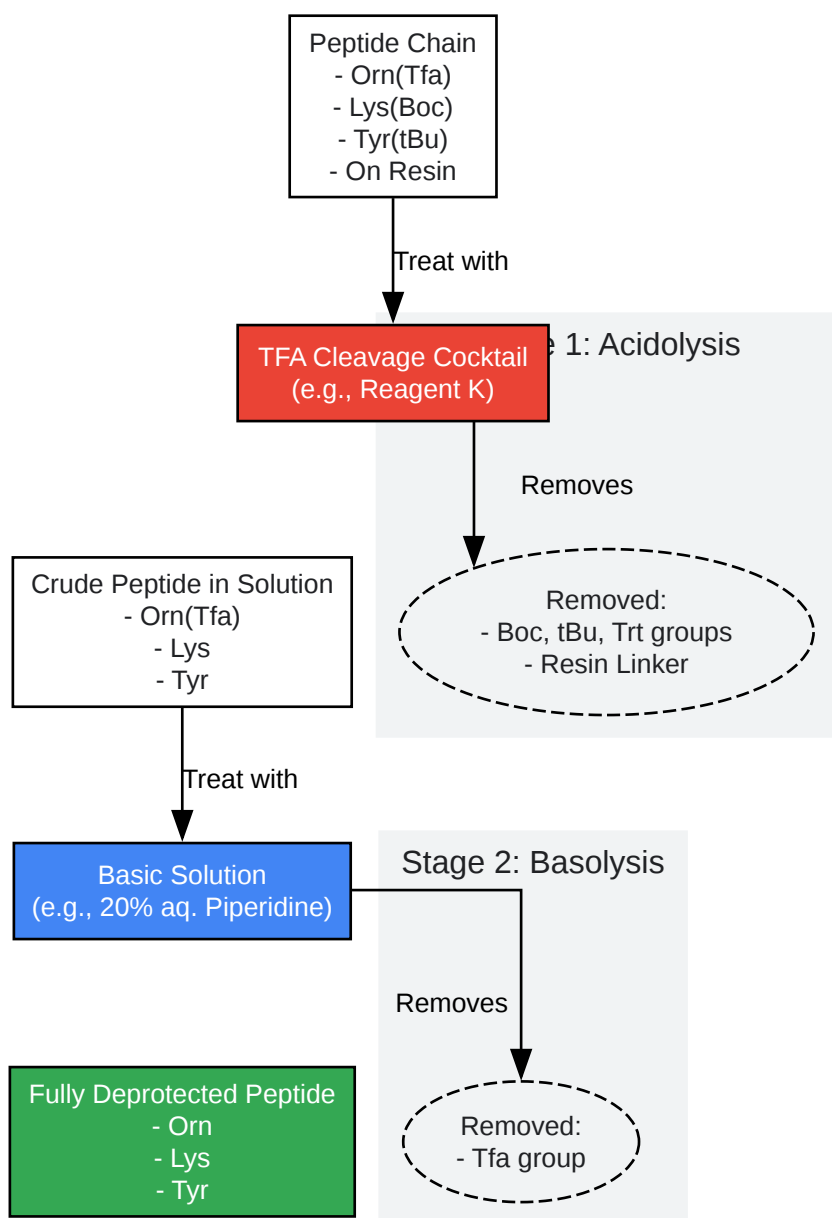 Peptide Chain
- Orn(Tfa)
- Lys(Boc)
- Tyr(tBu)
- On Resin
Treat with
TFA Cleavage Cocktail
(e.g., Reagent K)
1: Acidolysis
Removes
Removed:
- Boc, tBu, Trt groups
- Resin Linker
Crude Peptide in Solution
- Orn(Tfa)
- Lys
- Tyr
Treat with
Basic Solution
(e.g., 20% aq. Piperidine)
Stage 2: Basolysis
Removes
Removed:
- Tfa group
Fully Deprotected Peptide
- Orn
- Lys
- Tyr